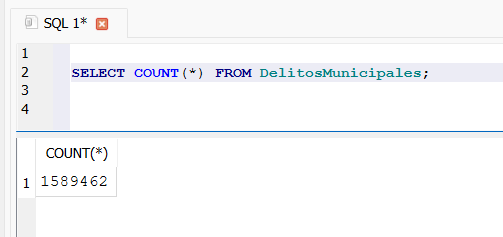 SQL 1*
1
2 SELECT COUNT(*) FROM DelitosMunicipales;
3
4
COUNT(*)
1 1589462